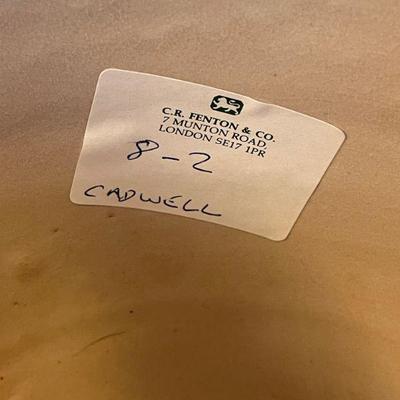 C.R. FENTON & CO.
7 MUNTON ROAD,
LONDON SE17 1PR
8-2
CADWELL